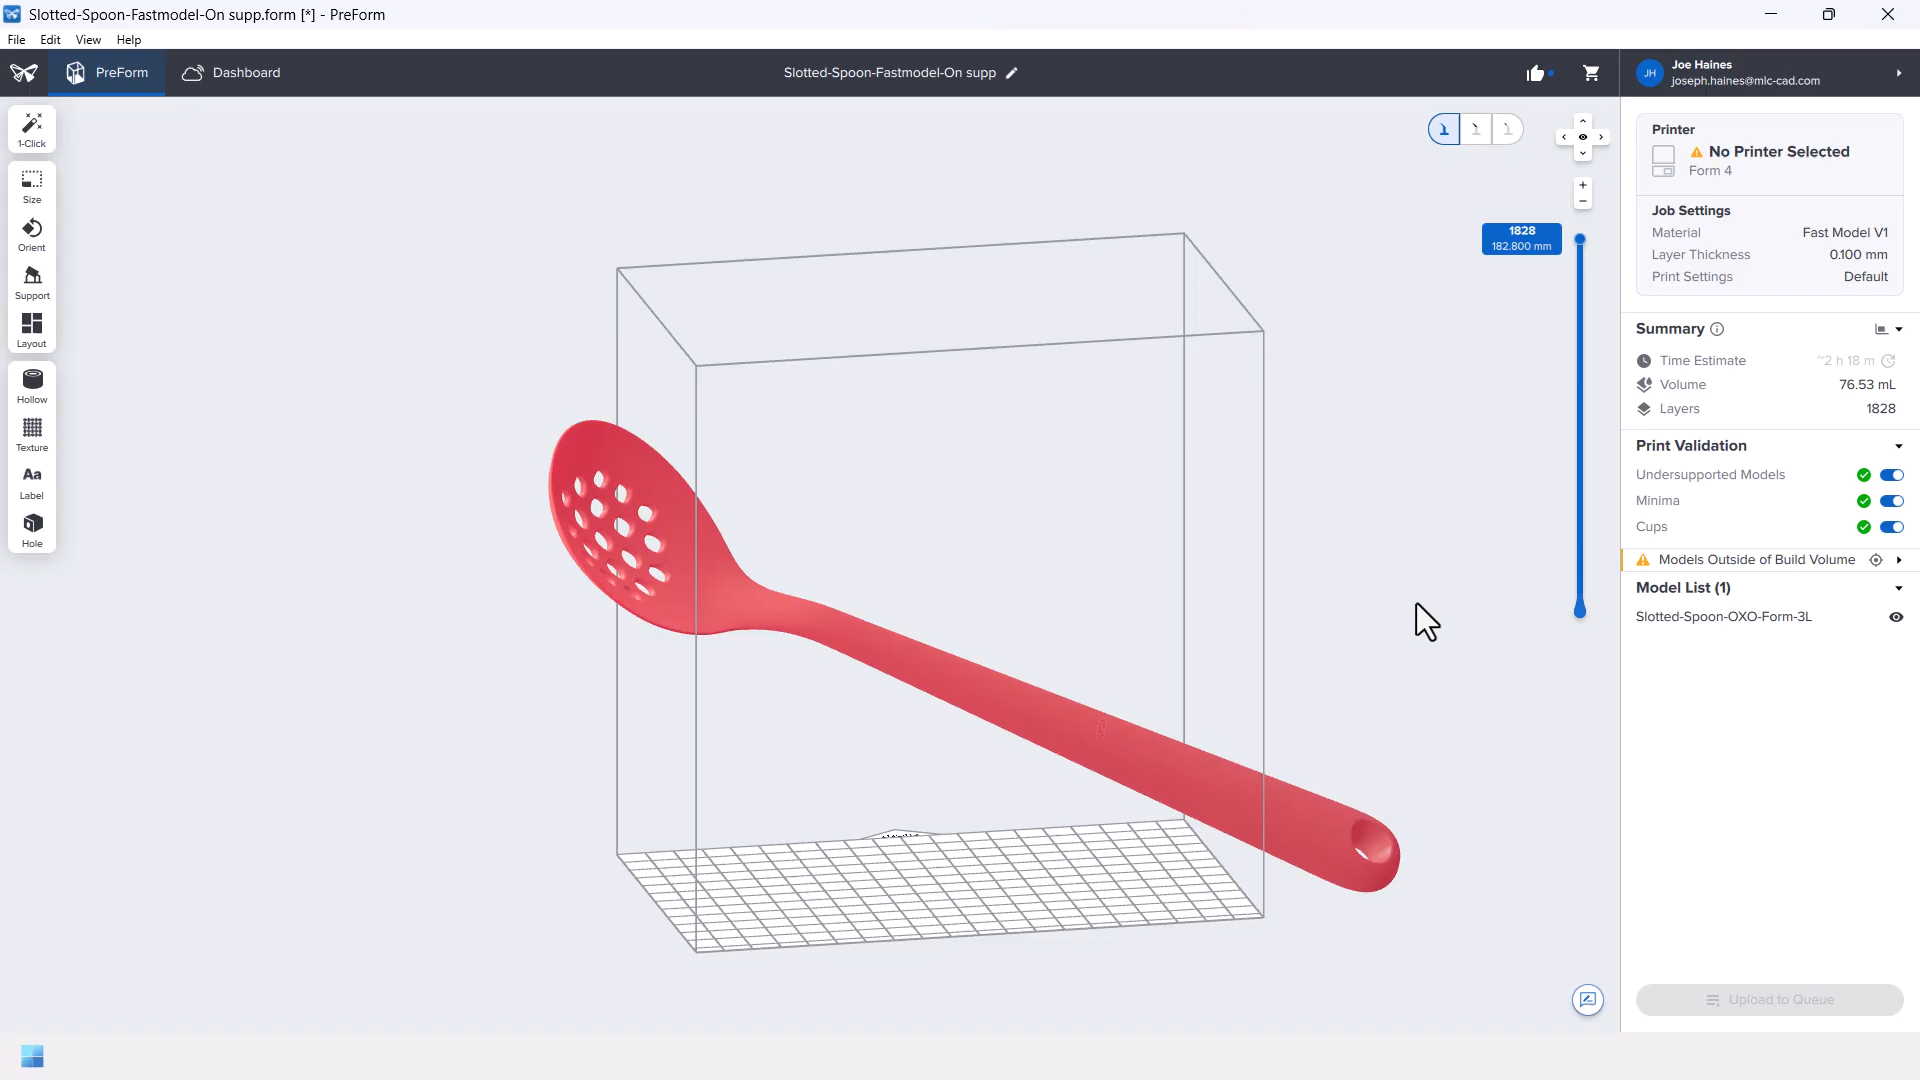 Slotted-Spoon-Fastmodel-On supp.form [*] - PreForm
File Edit View Help
PreForm
Dashboard
Slotted-Spoon-Fastmodel-On supp
JH
Joe Haines
joseph.haines@mlc-cad.com
1-Click
Size
Orient
Support
Layout
Hollow
Texture
Aa
Label
Hole
1828
182.800 mm
Printer
No Printer Selected
Form 4
Job Settings
Material Fast Model V1
Layer Thickness 0.100 mm
Print Settings Default
Summary
Time Estimate ~2 h 18 m
Volume 76.53 mL
Layers 1828
Print Validation
Undersupported Models
Minima
Cups
Models Outside of Build Volume
Model List (1)
Slotted-Spoon-OXO-Form-3L
Upload to Queue